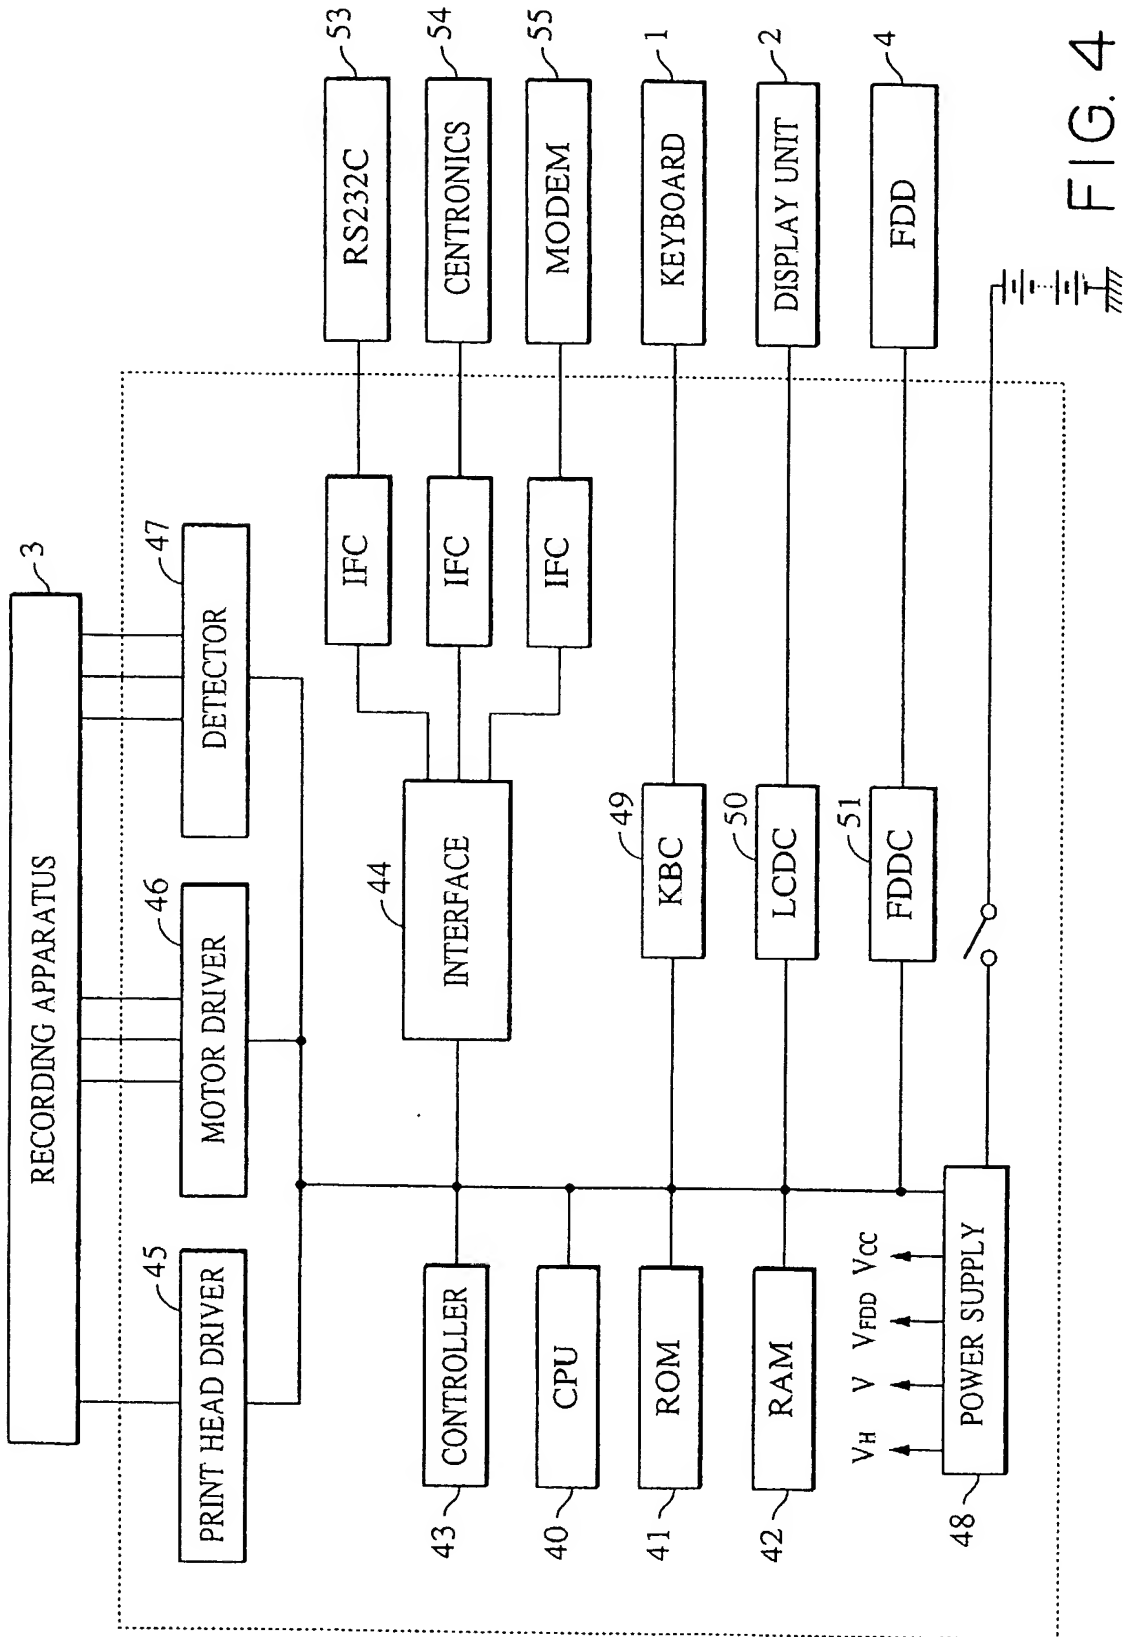 3
RECORDING APPARATUS
45
PRINT HEAD DRIVER
46
MOTOR DRIVER
47
DETECTOR
43
CONTROLLER
40
CPU
41
ROM
42
RAM
48
POWER SUPPLY
VH V VFDD VCC
44
INTERFACE
IFC
IFC
IFC
49
KBC
50
LCDC
51
FDDC
53
RS232C
54
CENTRONICS
55
MODEM
1
KEYBOARD
2
DISPLAY UNIT
4
FDD
FIG. 4